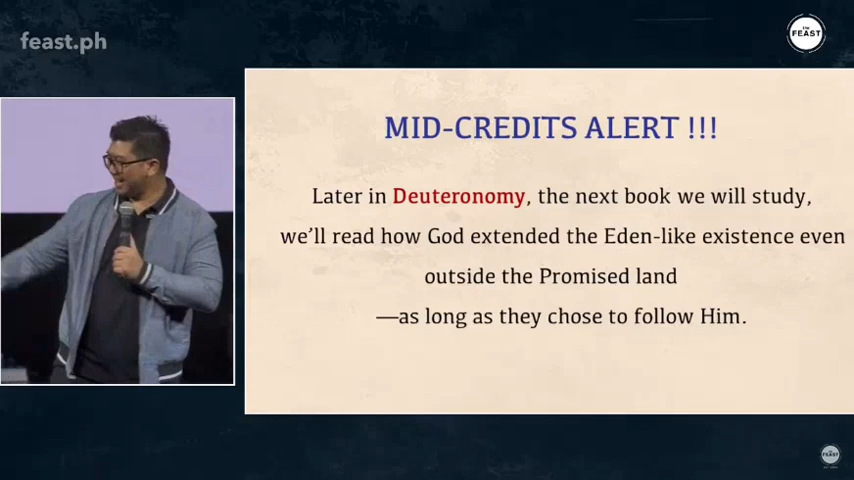 feast.ph
the
FEAST
MID-CREDITS ALERT !!!
Later in Deuteronomy, the next book we will study,
we’ll read how God extended the Eden-like existence even
outside the Promised land
—as long as they chose to follow Him.
FEAST